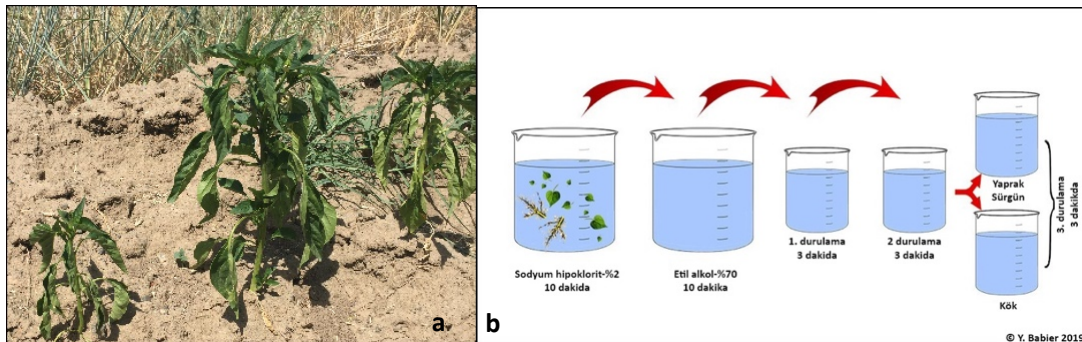 a
b
Sodyum hipoklorit-%2
10 dakida
Etil alkol-%70
10 dakika
1. durulama
3 dakida
2 durulama
3 dakida
Yaprak
Sürgün
Kök
3. durulama
3 dakikda
© Y. Babier 2019